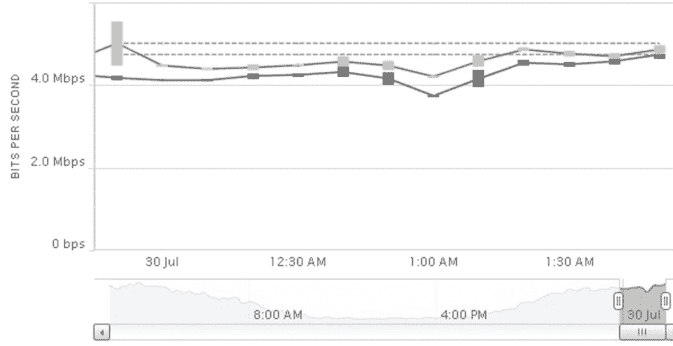 BITS PER SECOND
4.0 Mbps
2.0 Mbps
0 bps
30 Jul 12:30 AM 1:00 AM 1:30 AM
8:00 AM 4:00 PM 30 Jul